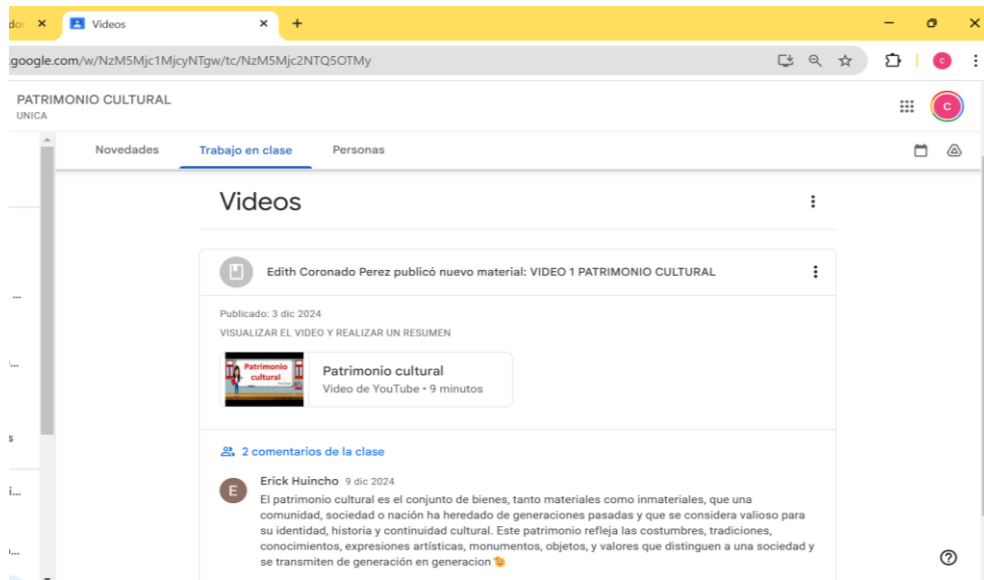 dor
Videos
.google.com/w/NzM5Mjc1MjcyNTgw/tc/NzM5Mjc2NTQ5OTMy
C
PATRIMONIO CULTURAL
UNICA
C
Novedades Trabajo en clase Personas
Videos
Edith Coronado Perez publicó nuevo material: VIDEO 1 PATRIMONIO CULTURAL
Publicado: 3 dic 2024
VISUALIZAR EL VIDEO Y REALIZAR UN RESUMEN
Patrimonio
cultural
Patrimonio cultural
Video de YouTube • 9 minutos
2 comentarios de la clase
E
Erick Huincho 9 dic 2024
El patrimonio cultural es el conjunto de bienes, tanto materiales como inmateriales, que una
comunidad, sociedad o nación ha heredado de generaciones pasadas y que se considera valioso para
su identidad, historia y continuidad cultural. Este patrimonio refleja las costumbres, tradiciones,
conocimientos, expresiones artísticas, monumentos, objetos, y valores que distinguen a una sociedad y
se transmiten de generación en generacion